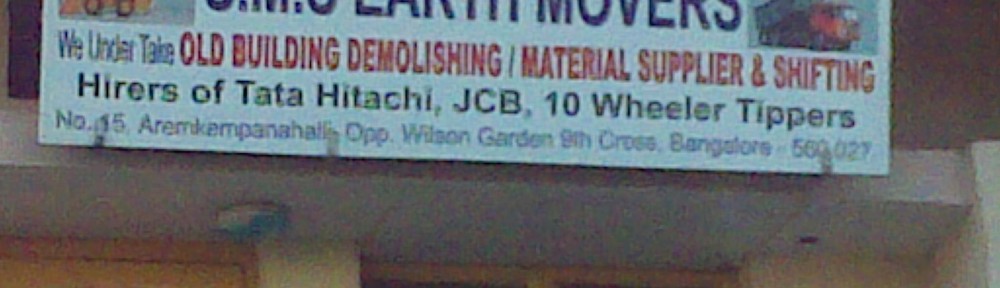 EARTH MOVERS
We Under Take OLD BUILDING DEMOLISHING / MATERIAL SUPPLIER & SHIFTING
Hirers of Tata Hitachi, JCB, 10 Wheeler Tippers
No. 15, Aremkempanahalli, Opp. Wilson Garden 9th Cross, Bangalore - 560 027